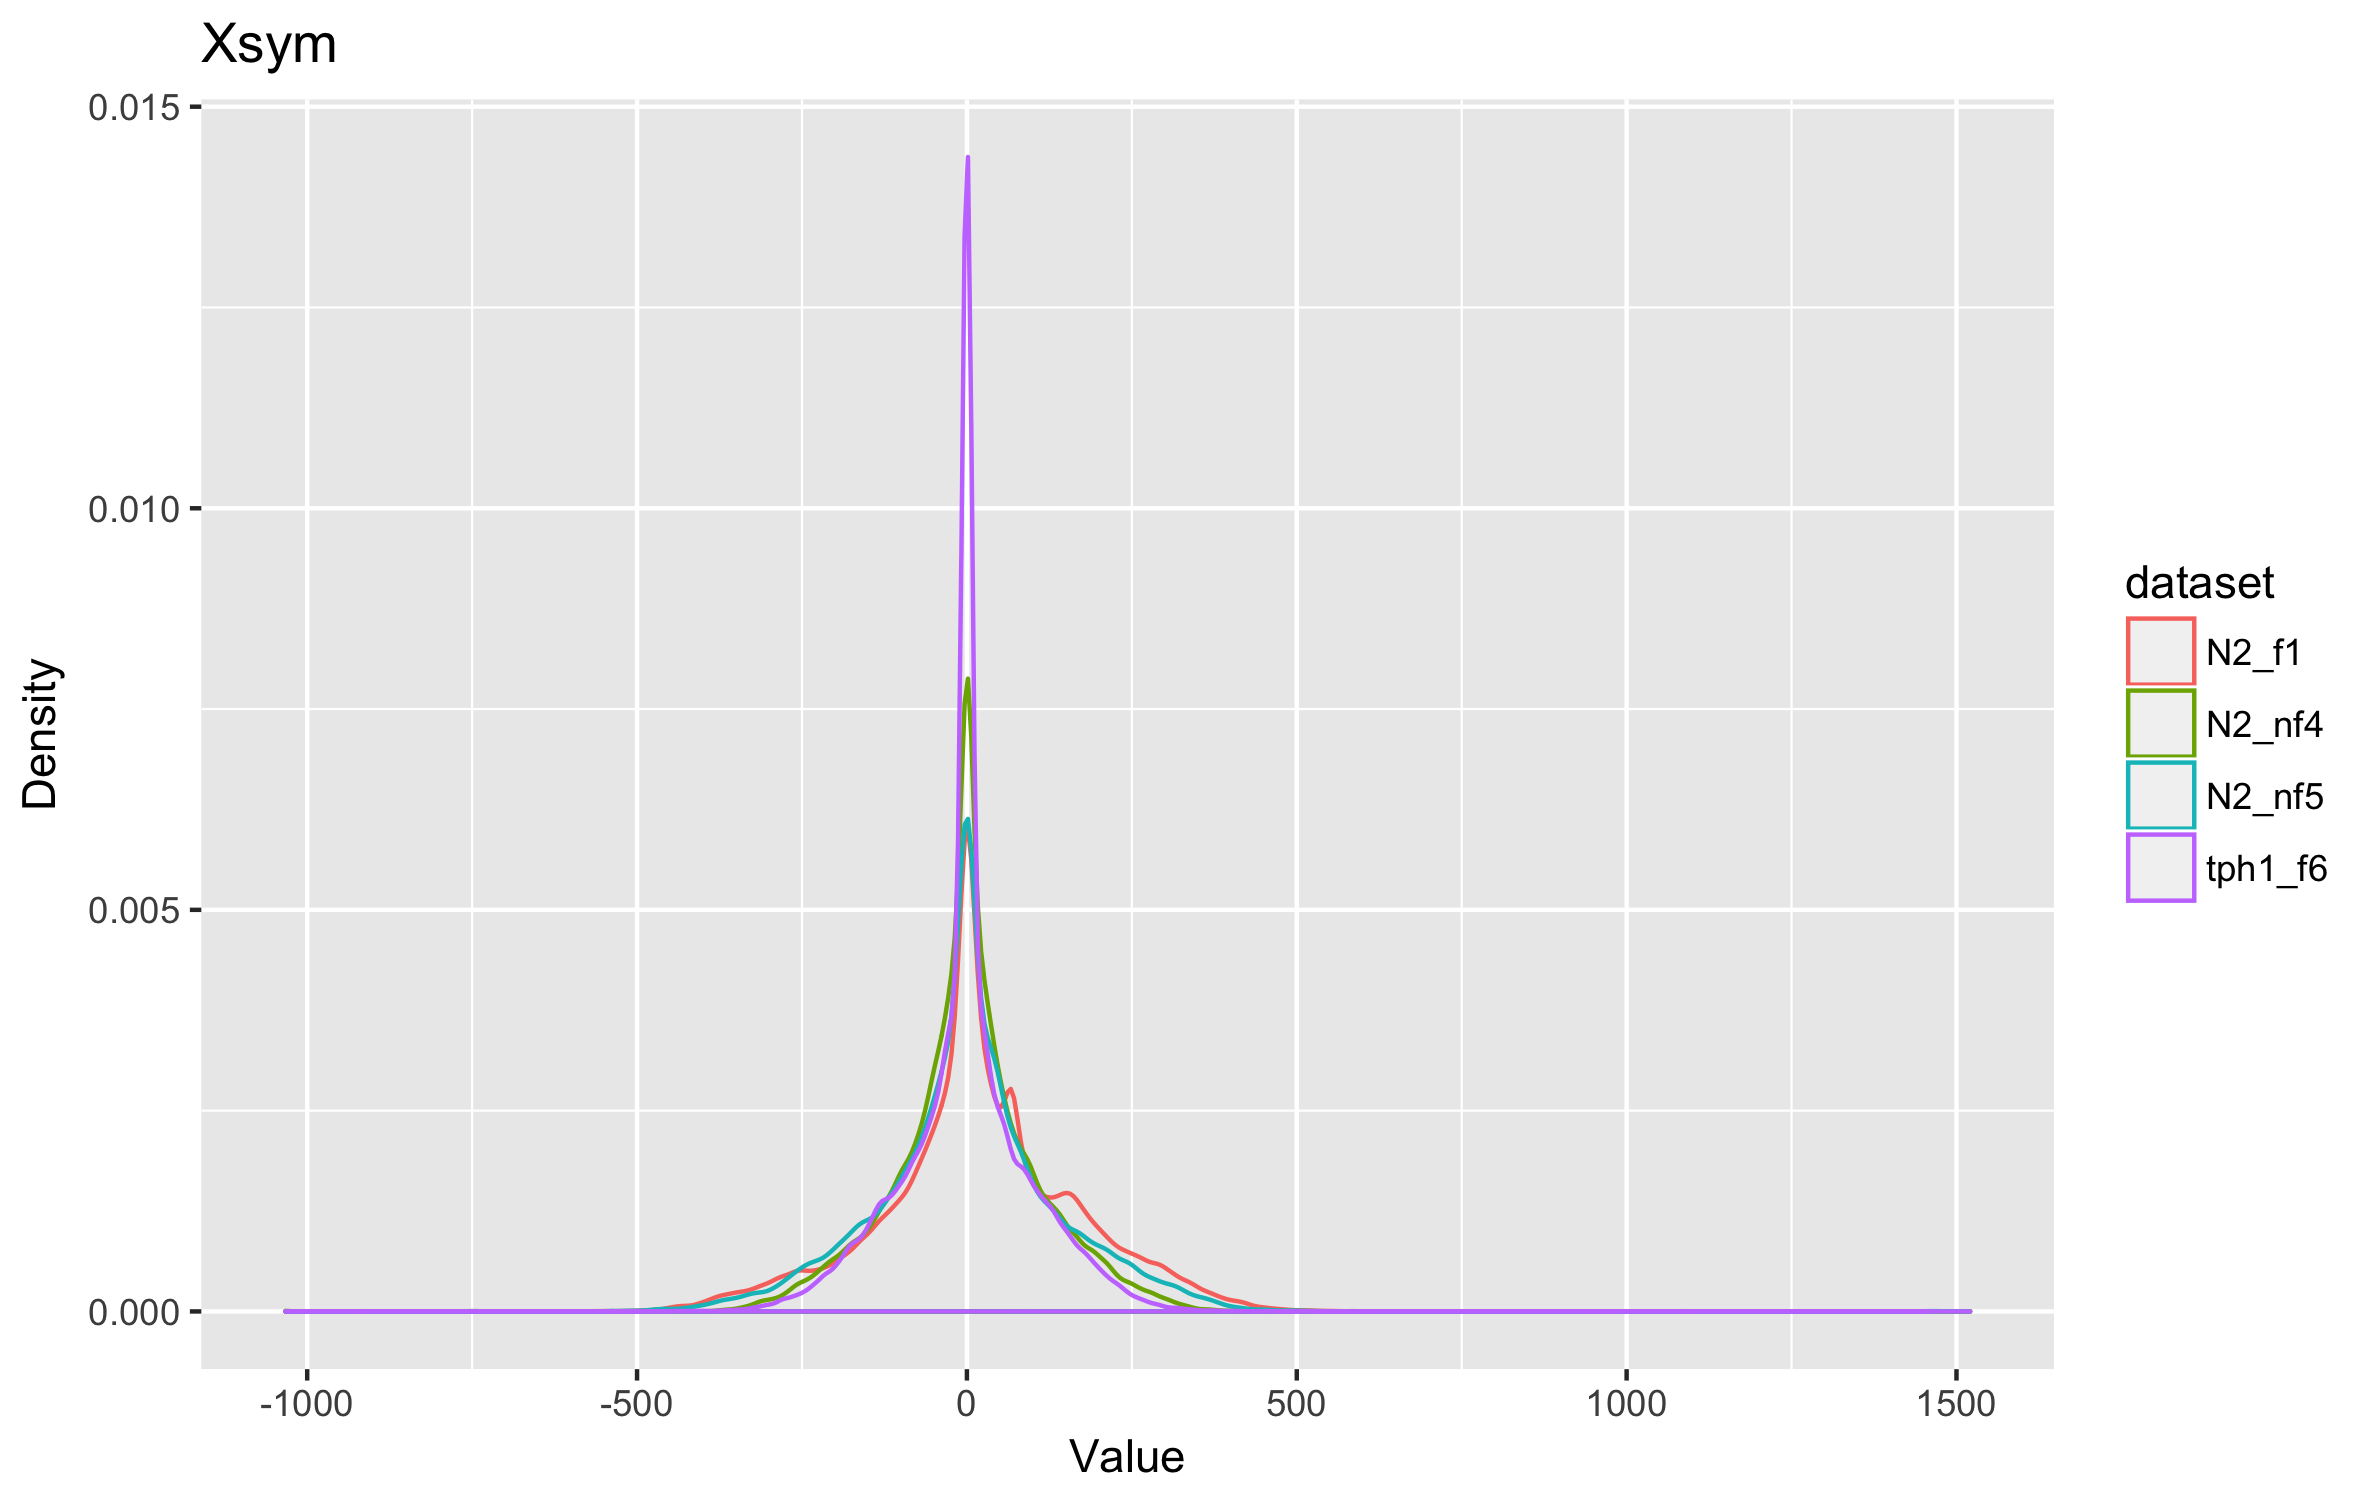 Xsym
0.015
0.010
0.005
0.000
Density
-1000
-500
0
500
1000
1500
Value
dataset
N2_f1
N2_nf4
N2_nf5
tph1_f6